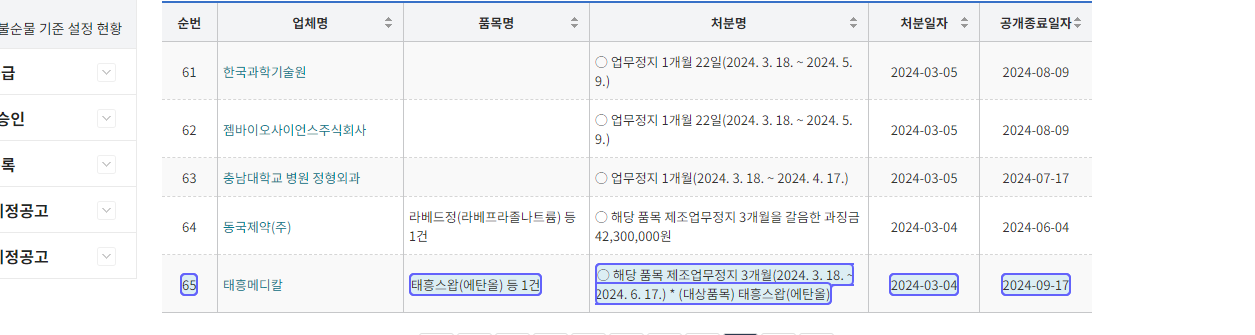 불순물 기준 설정 현황
급
승인
록
지정공고
지정공고
순번 업체명 품목명 처분명 처분일자 공개종료일자
61 한국과학기술원 ○ 업무정지 1개월 22일(2024. 3. 18. ~ 2024. 5. 9.) 2024-03-05 2024-08-09
62 젬바이오사이언스주식회사 ○ 업무정지 1개월 22일(2024. 3. 18. ~ 2024. 5. 9.) 2024-03-05 2024-08-09
63 충남대학교 병원 정형외과 ○ 업무정지 1개월(2024. 3. 18. ~ 2024. 4. 17.) 2024-03-05 2024-07-17
64 동국제약(주) 라베드정(라베프라졸나트륨) 등 1건 ○ 해당 품목 제조업무정지 3개월을 갈음한 과징금 42,300,000원 2024-03-04 2024-06-04
65 태흥메디칼 태흥스왑(에탄올) 등 1건 ○ 해당 품목 제조업무정지 3개월(2024. 3. 18. ~ 2024. 6. 17.) * (대상품목) 태흥스왑(에탄올) 2024-03-04 2024-09-17